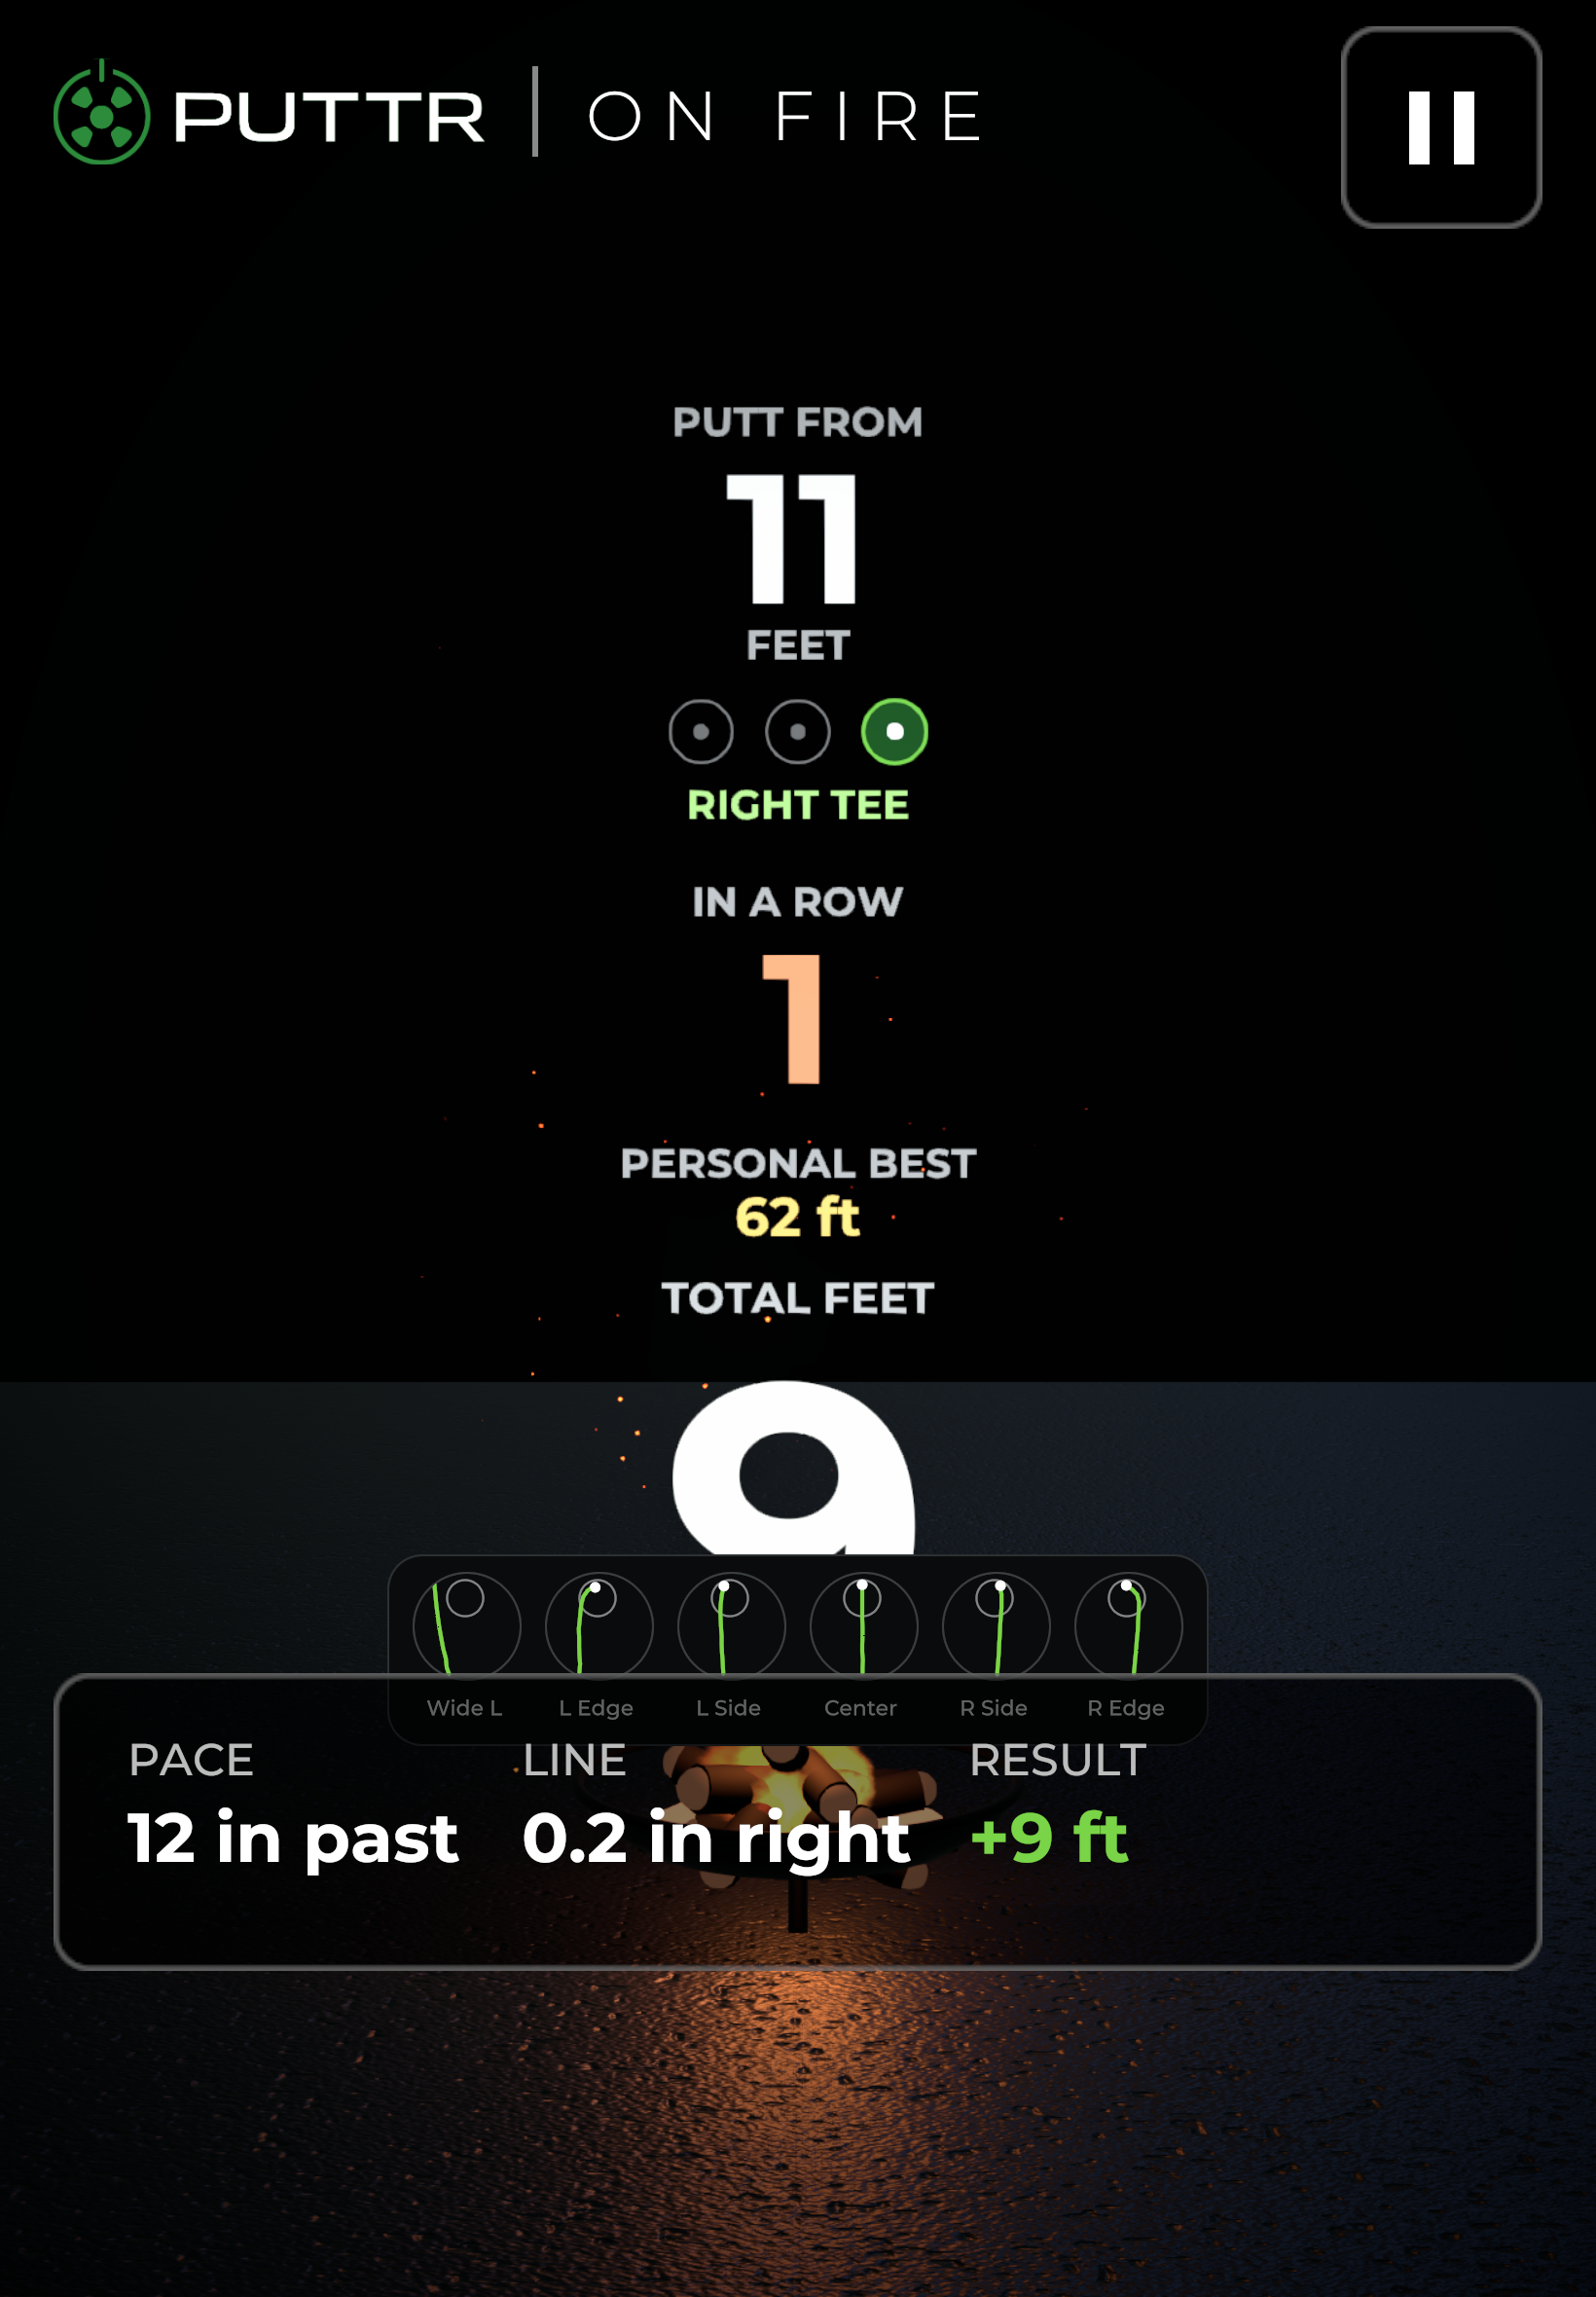 PUTTR | ON FIRE
PUTT FROM
11
FEET
RIGHT TEE
IN A ROW
1
PERSONAL BEST
62 ft
TOTAL FEET
9
Wide L L Edge L Side Center R Side R Edge
PACE LINE RESULT
12 in past 0.2 in right +9 ft